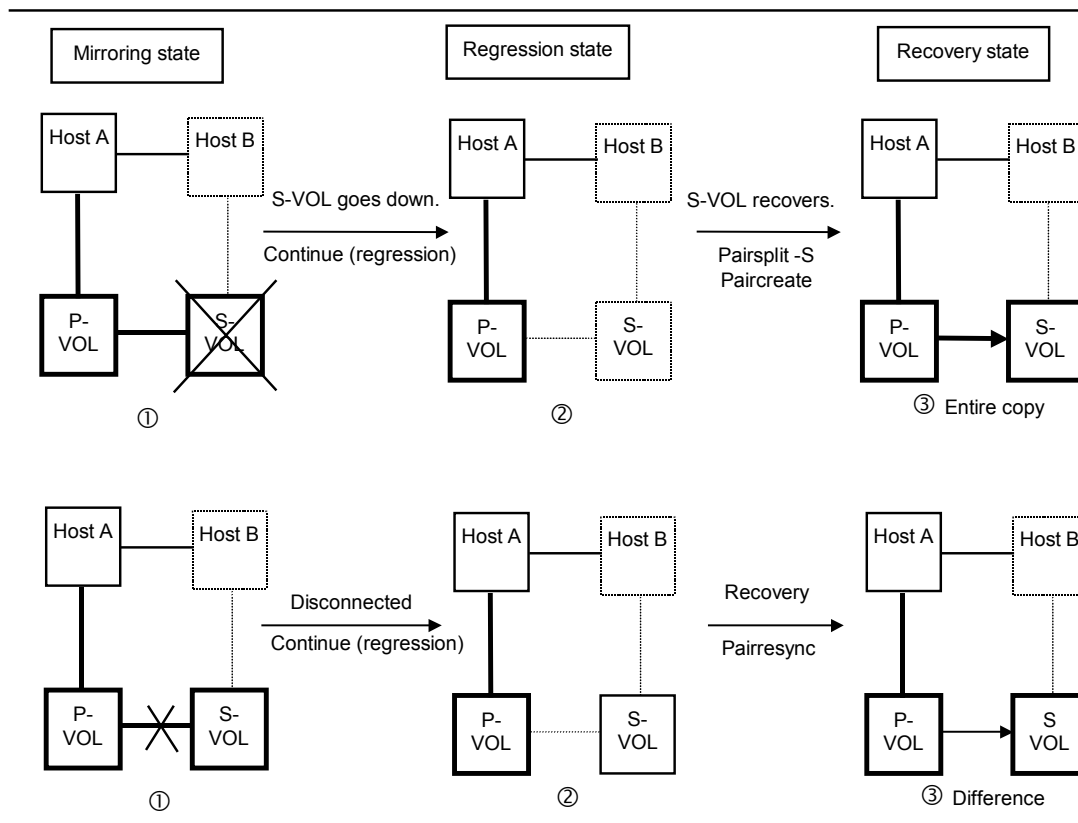 Mirroring state
Regression state
Recovery state
Host A
Host B
S-VOL goes down.
Continue (regression)
P-
VOL
S-
VOL
①
Host A
Host B
S-VOL recovers.
Pairsplit -S
Paircreate
P-
VOL
S-
VOL
②
Host A
Host B
P-
VOL
S-
VOL
③ Entire copy
Host A
Host B
Disconnected
Continue (regression)
P-
VOL
S-
VOL
①
Host A
Host B
Recovery
Pairresync
P-
VOL
S-
VOL
②
Host A
Host B
P-
VOL
S
VOL
③ Difference